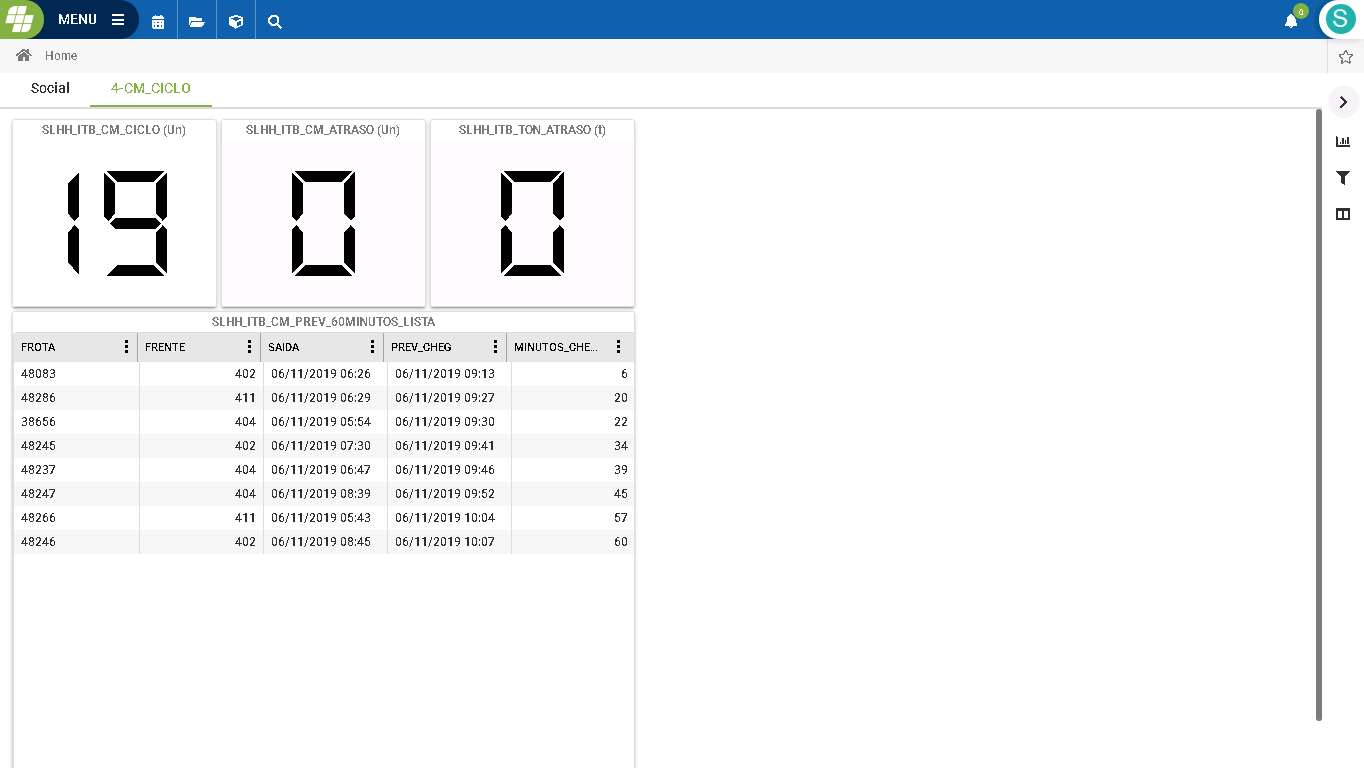 MENU
0
S
Home
Social 4-CM_CICLO
SLHH_ITB_CM_CICLO (Un) SLHH_ITB_CM_ATRASO (Un) SLHH_ITB_TON_ATRASO (t)
19 0 0
SLHH_ITB_CM_PREV_60MINUTOS_LISTA
FROTA FRENTE SAIDA PREV_CHEG MINUTOS_CHE...
48083 402 06/11/2019 06:26 06/11/2019 09:13 6
48286 411 06/11/2019 06:29 06/11/2019 09:27 20
38656 404 06/11/2019 05:54 06/11/2019 09:30 22
48245 402 06/11/2019 07:30 06/11/2019 09:41 34
48237 404 06/11/2019 06:47 06/11/2019 09:46 39
48247 404 06/11/2019 08:39 06/11/2019 09:52 45
48266 411 06/11/2019 05:43 06/11/2019 10:04 57
48246 402 06/11/2019 08:45 06/11/2019 10:07 60